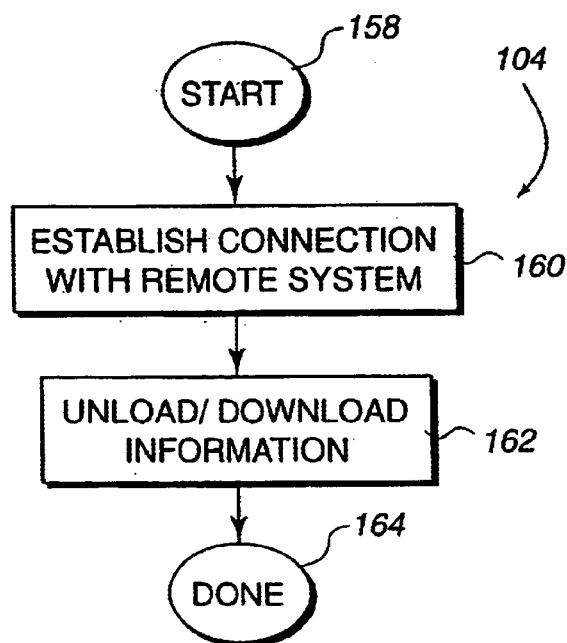 158
START
104
ESTABLISH CONNECTION
WITH REMOTE SYSTEM
160
UNLOAD/ DOWNLOAD
INFORMATION
162
164
DONE